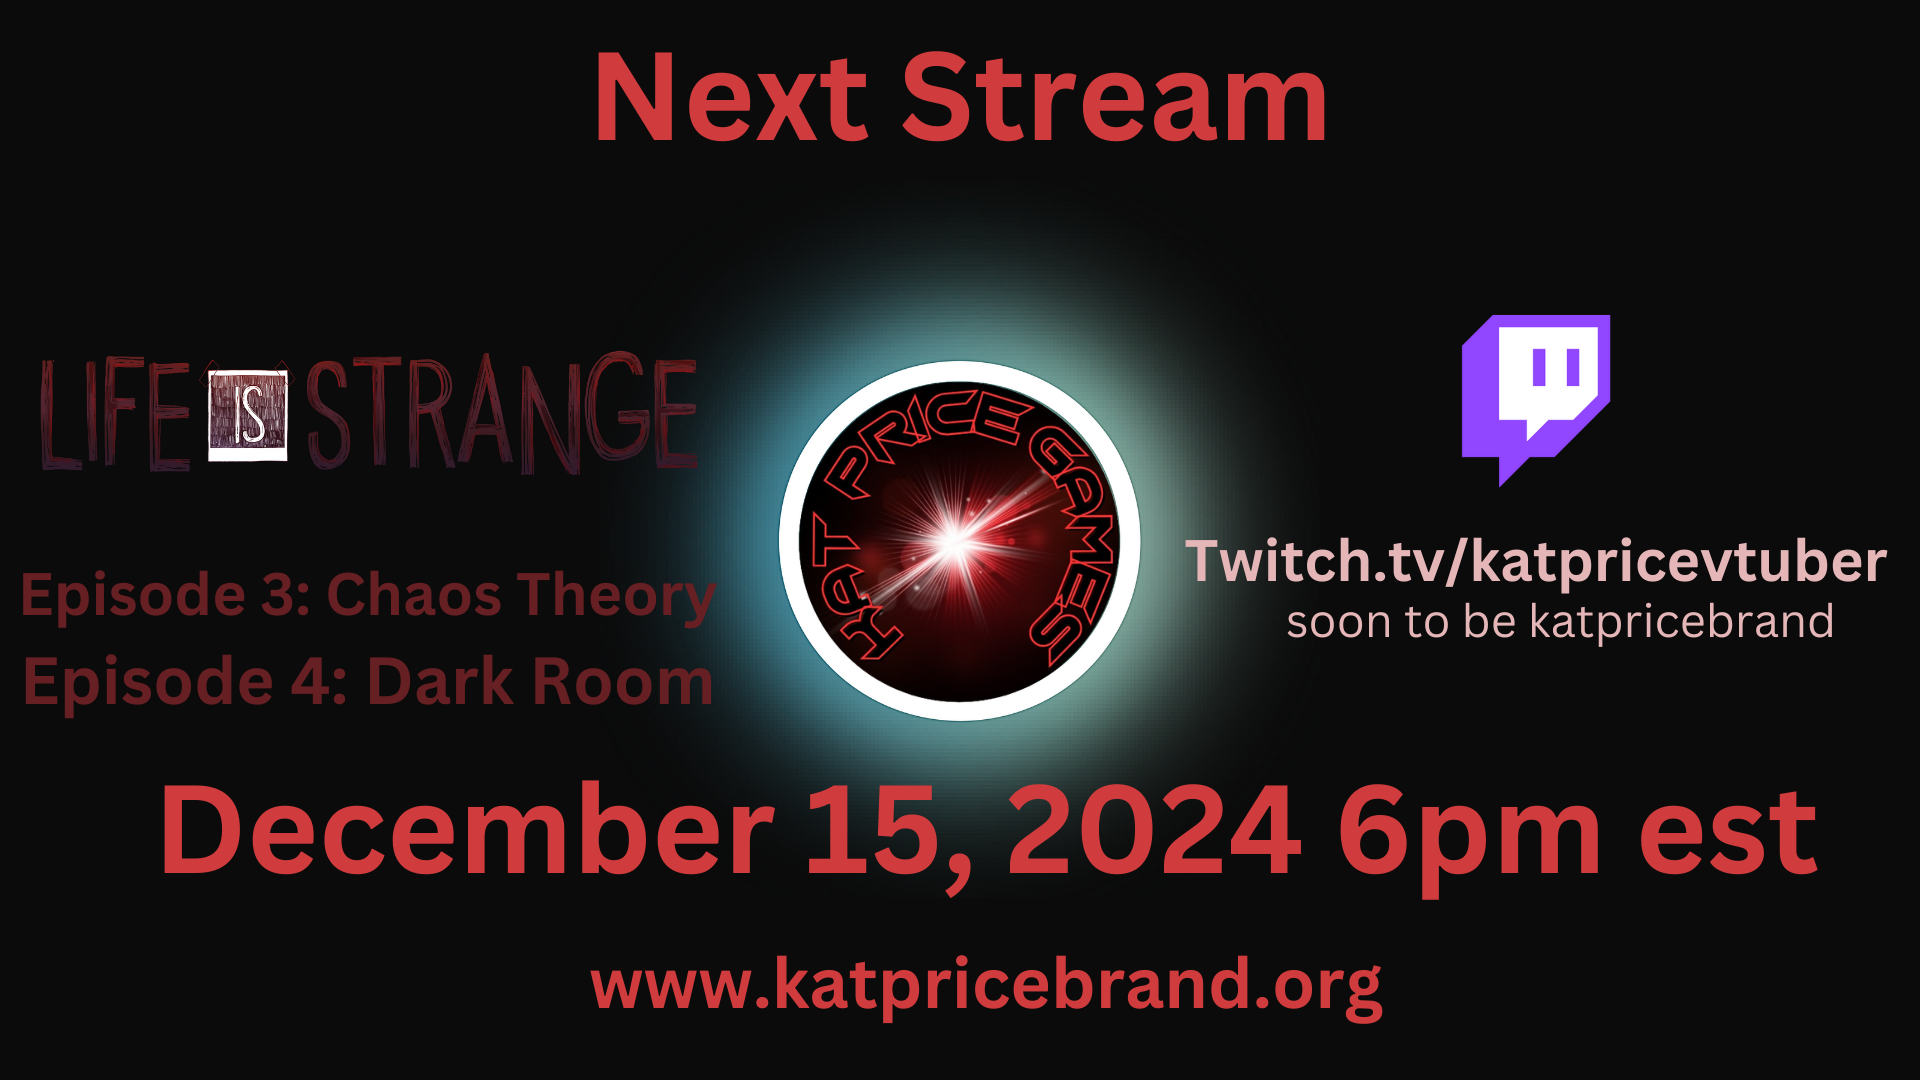 Next Stream
LIFE IS STRANGE
Episode 3: Chaos Theory
Episode 4: Dark Room
KAT PRICE GAMES
Twitch.tv/katpricevtuber
soon to be katpricebrand
December 15, 2024 6pm est
www.katpricebrand.org